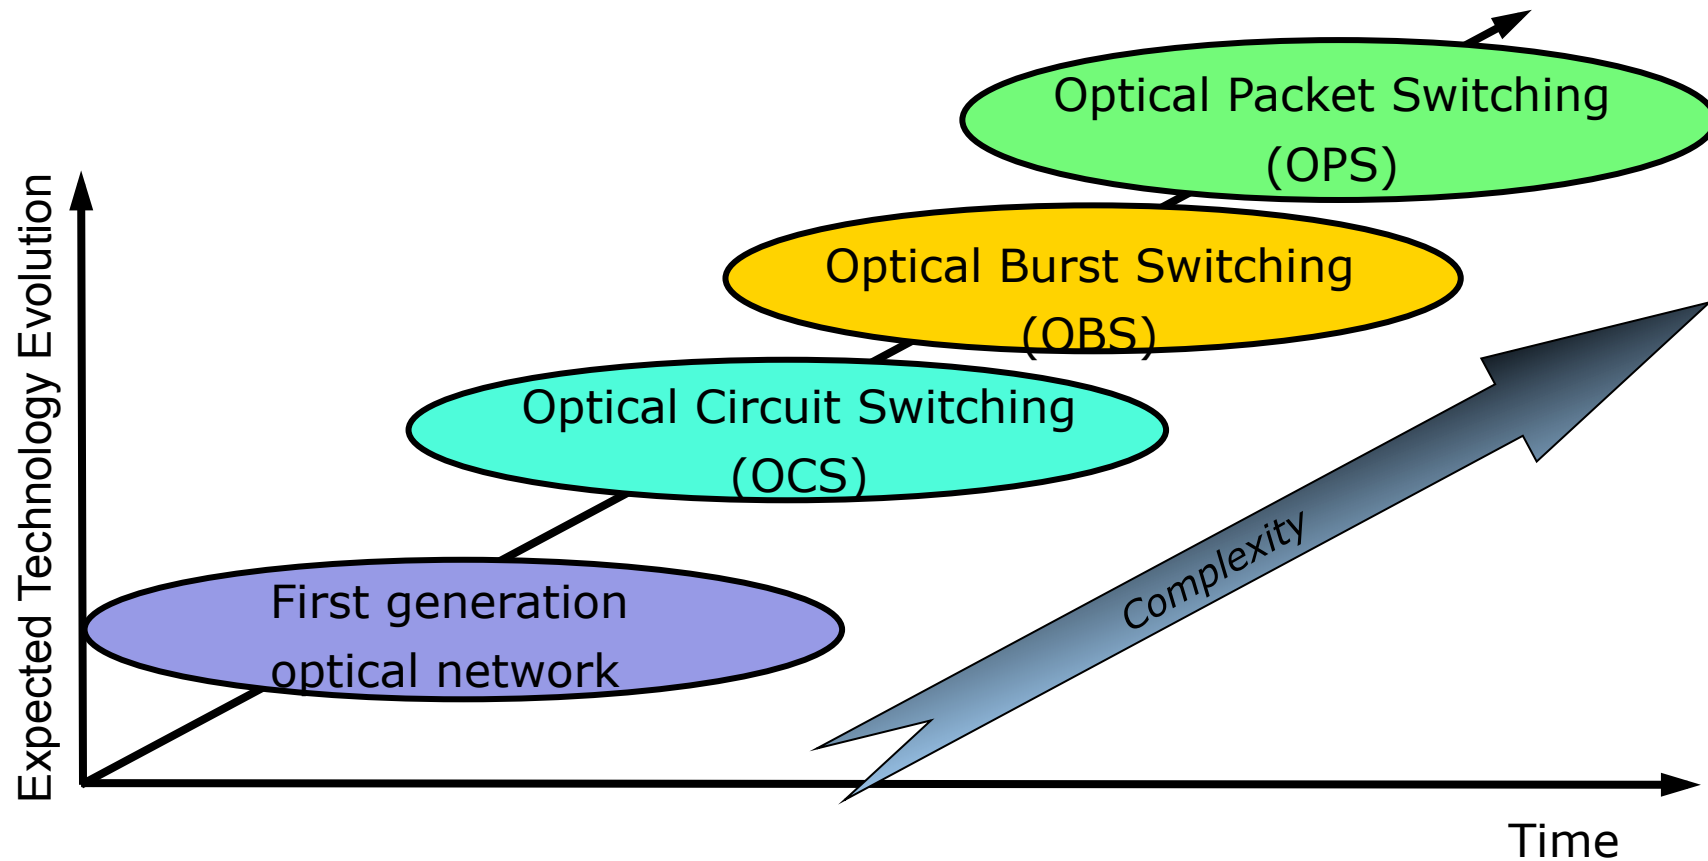 Optical Packet Switching
(OPS)
Optical Burst Switching
(OBS)
Optical Circuit Switching
(OCS)
First generation
optical network
Expected Technology Evolution
Complexity
Time